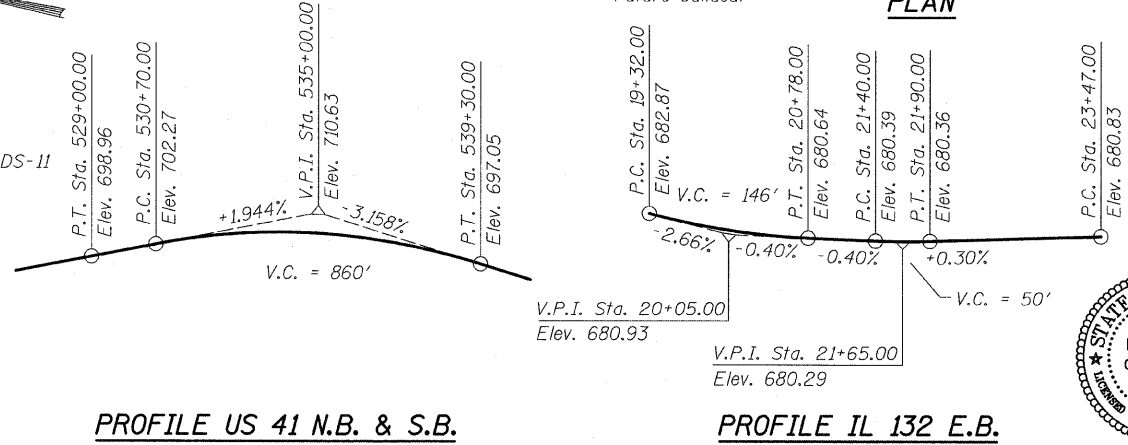 PLAN
DS-11
P.T. Sta. 529+00.00
Elev. 698.96
P.C. Sta. 530+70.00
Elev. 702.27
V.P.I. Sta. 535+00.00
Elev. 710.63
P.T. Sta. 539+30.00
Elev. 697.05
+1.944%
-3.158%
V.C. = 860'
PROFILE US 41 N.B. & S.B.
P.C. Sta. 19+32.00
Elev. 682.87
P.T. Sta. 20+78.00
Elev. 680.64
P.C. Sta. 21+40.00
Elev. 680.39
P.T. Sta. 21+90.00
Elev. 680.36
P.C. Sta. 23+47.00
Elev. 680.83
V.C. = 146'
-2.66%
-0.40%
-0.40%
+0.30%
V.C. = 50'
V.P.I. Sta. 20+05.00
Elev. 680.93
V.P.I. Sta. 21+65.00
Elev. 680.29
PROFILE IL 132 E.B.
STATE
LICENSED